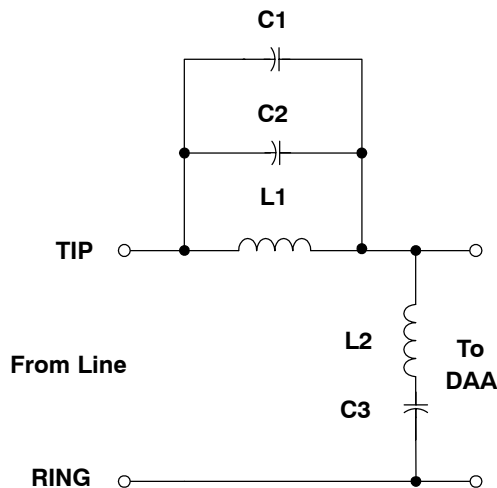 C1
C2
L1
TIP
L2
To
DAA
From Line
C3
RING